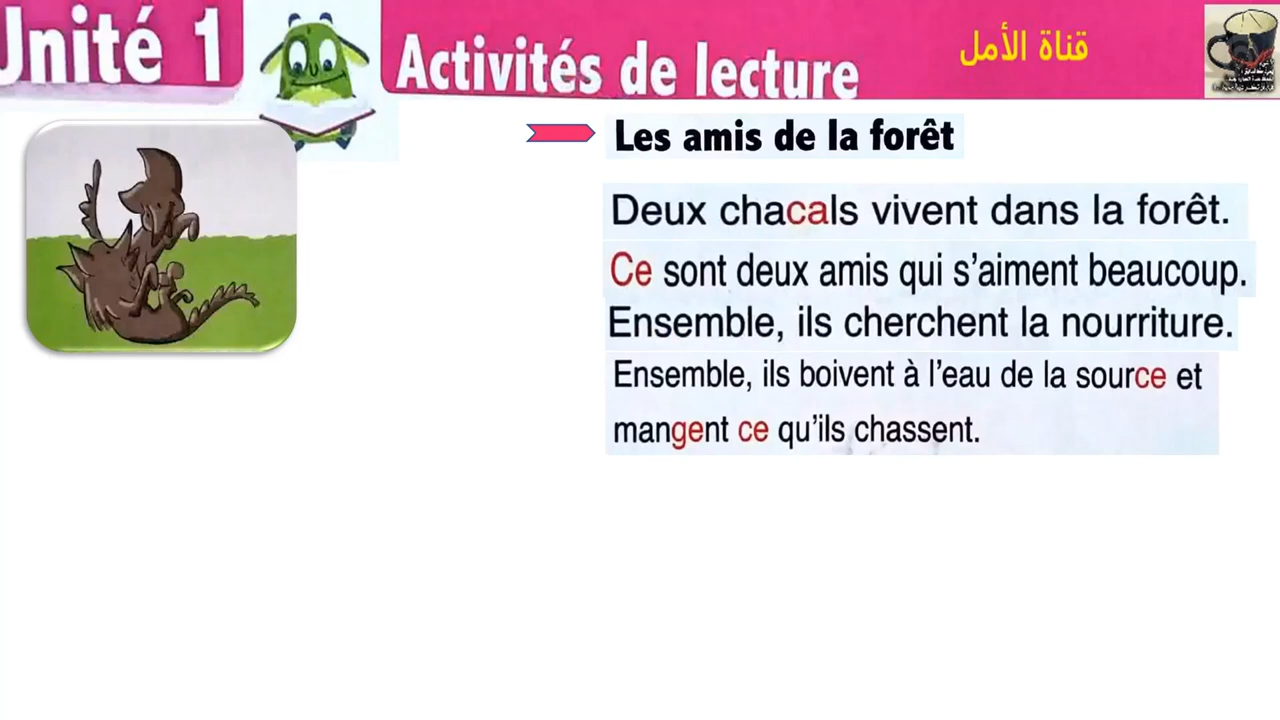 Unité 1
Activités de lecture
قناة الأمل
Les amis de la forêt
Deux chacals vivent dans la forêt.
Ce sont deux amis qui s'aiment beaucoup.
Ensemble, ils cherchent la nourriture.
Ensemble, ils boivent à l'eau de la source et
mangent ce qu'ils chassent.